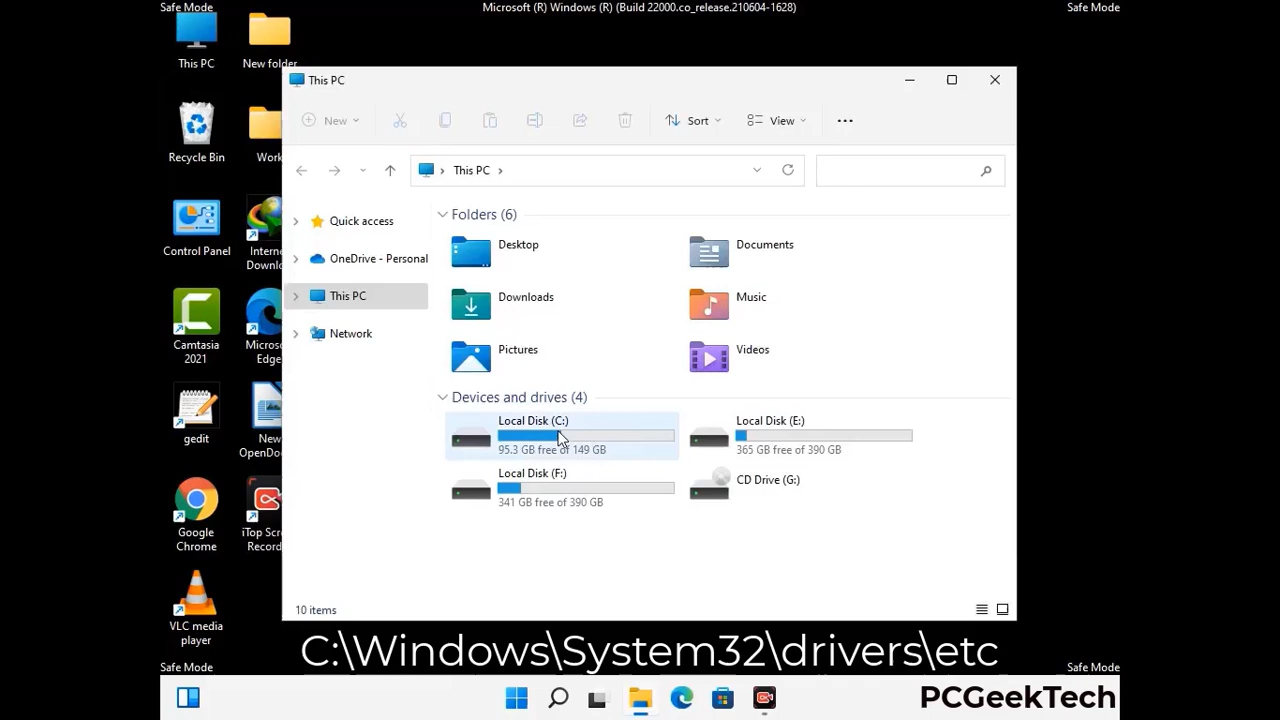 Safe Mode
Microsoft (R) Windows (R) (Build 22000.co_release.210604-1628)
Safe Mode
This PC
New folder
Recycle Bin
Work
Control Panel
Intern
Downlo
Camtasia
2021
Micros
Edge
gedit
New
OpenDo
Google
Chrome
iTop Scr
Record
VLC media
player
This PC
New
Sort
View
This PC
Quick access
OneDrive - Personal
This PC
Network
Folders (6)
Desktop
Documents
Downloads
Music
Pictures
Videos
Devices and drives (4)
Local Disk (C:)
95.3 GB free of 149 GB
Local Disk (E:)
365 GB free of 390 GB
Local Disk (F:)
341 GB free of 390 GB
CD Drive (G:)
10 items
C:\Windows\System32\drivers\etc
Safe Mode
Safe Mode
PCGeekTech